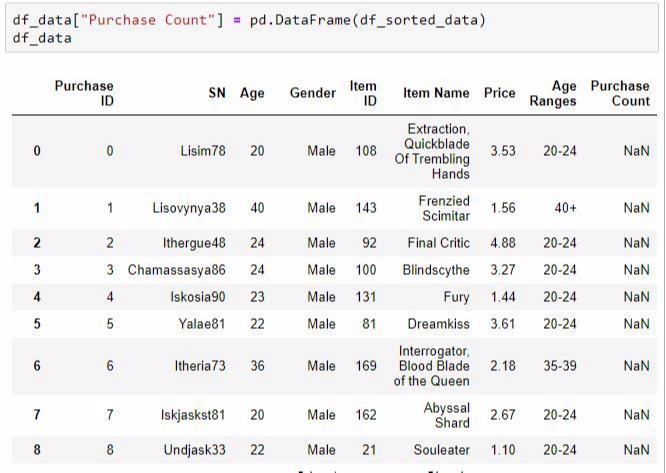 df_data["Purchase Count"] = pd.DataFrame(df_sorted_data)
df_data
Purchase ID SN Age Gender Item ID Item Name Price Age Ranges Purchase Count
0 0 Lisim78 20 Male 108 Extraction, Quickblade Of Trembling Hands 3.53 20-24 NaN
1 1 Lisovynya38 40 Male 143 Frenzied Scimitar 1.56 40+ NaN
2 2 Ithergue48 24 Male 92 Final Critic 4.88 20-24 NaN
3 3 Chamassasya86 24 Male 100 Blindscythe 3.27 20-24 NaN
4 4 Iskosia90 23 Male 131 Fury 1.44 20-24 NaN
5 5 Yalae81 22 Male 81 Dreamkiss 3.61 20-24 NaN
6 6 Itheria73 36 Male 169 Interrogator, Blood Blade of the Queen 2.18 35-39 NaN
7 7 Iskjaskst81 20 Male 162 Abyssal Shard 2.67 20-24 NaN
8 8 Undjask33 22 Male 21 Souleater 1.10 20-24 NaN